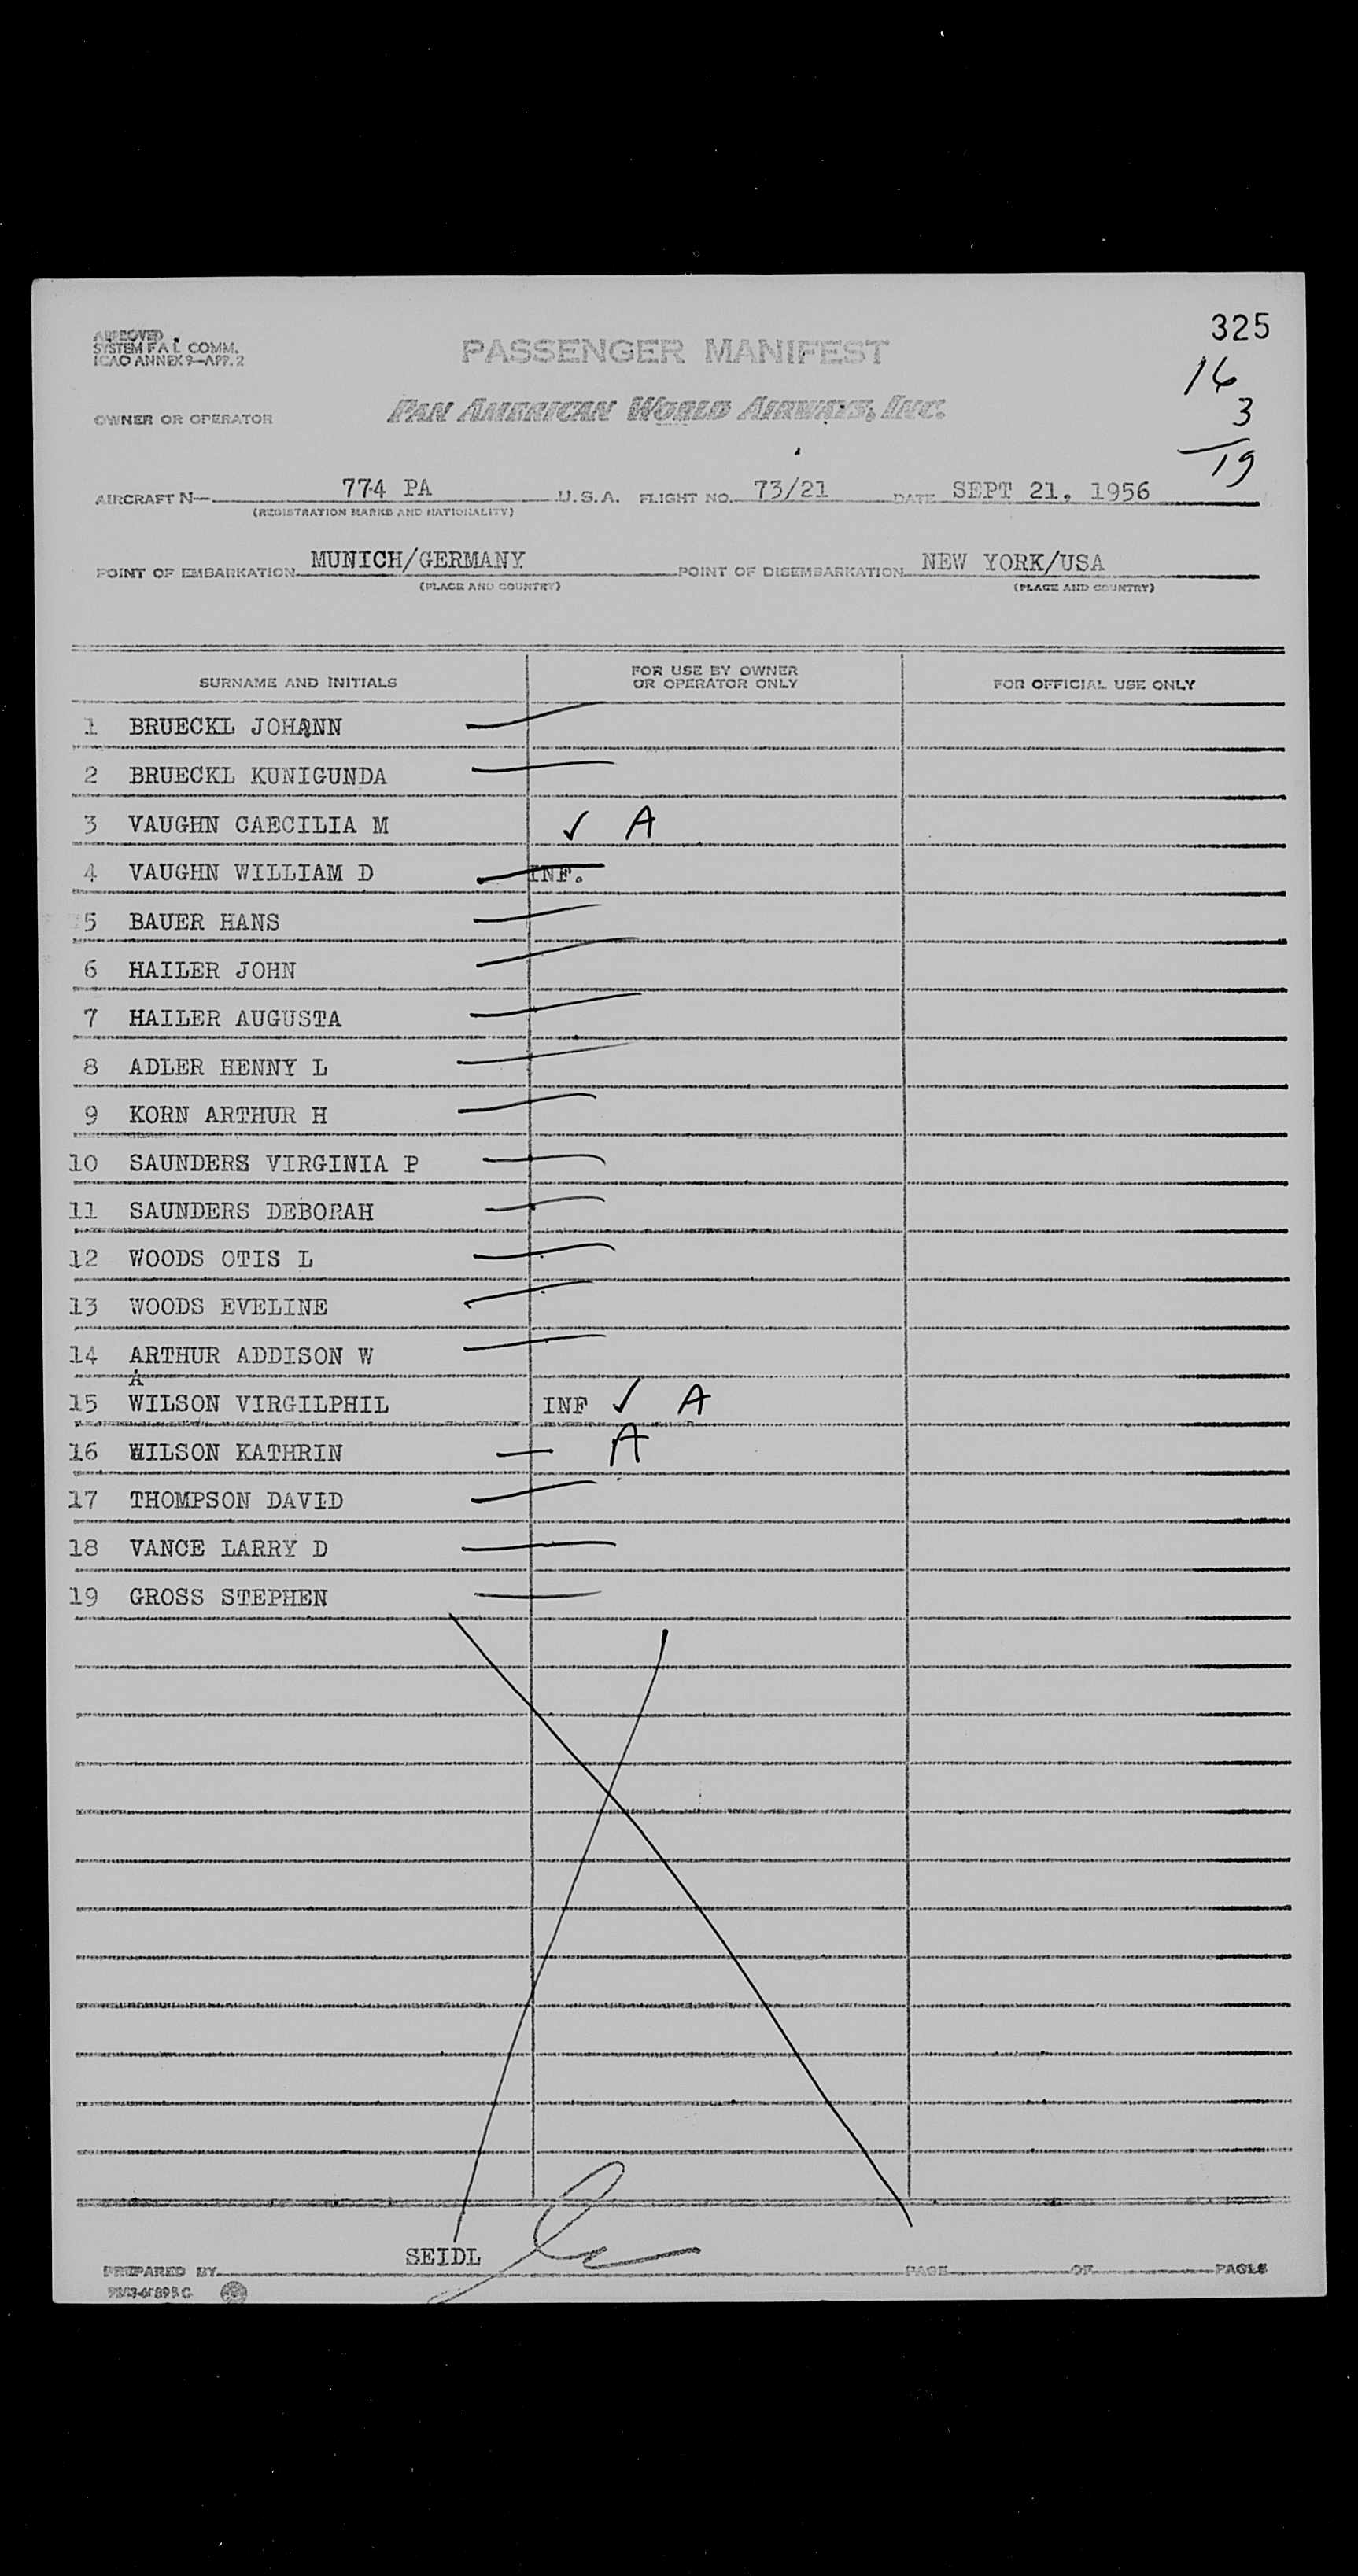 325
APPROVED
SYSTEM F A L COMM.
ICAO ANNEX 9—APP. 2
PASSENGER MANIFEST
16
3
19
OWNER OR OPERATOR PAN AMERICAN WORLD AIRWAYS, INC.
AIRCRAFT N— 774 PA U.S.A. FLIGHT NO. 73/21 DATE SEPT 21, 1956
(REGISTRATION MARKS AND NATIONALITY)
POINT OF EMBARKATION MUNICH/GERMANY POINT OF DISEMBARKATION NEW YORK/USA
(PLACE AND COUNTRY) (PLACE AND COUNTRY)
SURNAME AND INITIALS FOR USE BY OWNER OR OPERATOR ONLY FOR OFFICIAL USE ONLY
1 BRUECKL JOHANN
2 BRUECKL KUNIGUNDA
3 VAUGHN CAECILIA M ✓ A
4 VAUGHN WILLIAM D INF.
5 BAUER HANS
6 HAILER JOHN
7 HAILER AUGUSTA
8 ADLER HENNY L
9 KORN ARTHUR H
10 SAUNDERS VIRGINIA P
11 SAUNDERS DEBORAH
12 WOODS OTIS L
13 WOODS EVELINE
14 ARTHUR ADDISON W
A
15 WILSON VIRGILPHIL INF ✓ A
16 WILSON KATHRIN A
17 THOMPSON DAVID
18 VANCE LARRY D
19 GROSS STEPHEN
PREPARED BY SEIDL PAGE OF PAGES